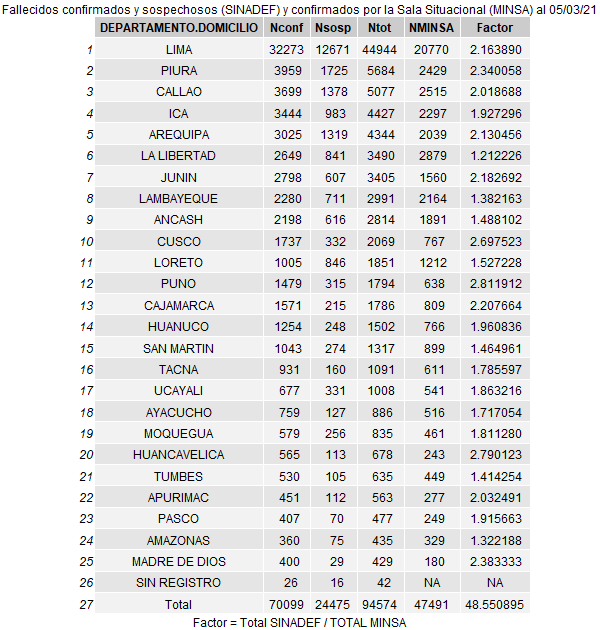 Fallecidos confirmados y sospechosos (SINADEF) y confirmados por la Sala Situacional (MINSA) al 05/03/21
DEPARTAMENTO.DOMICILIO Nconf Nsosp Ntot NMINSA Factor
1 LIMA 32273 12671 44944 20770 2.163890
2 PIURA 3959 1725 5684 2429 2.340058
3 CALLAO 3699 1378 5077 2515 2.018688
4 ICA 3444 983 4427 2297 1.927296
5 AREQUIPA 3025 1319 4344 2039 2.130456
6 LA LIBERTAD 2649 841 3490 2879 1.212226
7 JUNIN 2798 607 3405 1560 2.182692
8 LAMBAYEQUE 2280 711 2991 2164 1.382163
9 ANCASH 2198 616 2814 1891 1.488102
10 CUSCO 1737 332 2069 767 2.697523
11 LORETO 1005 846 1851 1212 1.527228
12 PUNO 1479 315 1794 638 2.811912
13 CAJAMARCA 1571 215 1786 809 2.207664
14 HUANUCO 1254 248 1502 766 1.960836
15 SAN MARTIN 1043 274 1317 899 1.464961
16 TACNA 931 160 1091 611 1.785597
17 UCAYALI 677 331 1008 541 1.863216
18 AYACUCHO 759 127 886 516 1.717054
19 MOQUEGUA 579 256 835 461 1.811280
20 HUANCAVELICA 565 113 678 243 2.790123
21 TUMBES 530 105 635 449 1.414254
22 APURIMAC 451 112 563 277 2.032491
23 PASCO 407 70 477 249 1.915663
24 AMAZONAS 360 75 435 329 1.322188
25 MADRE DE DIOS 400 29 429 180 2.383333
26 SIN REGISTRO 26 16 42 NA NA
27 Total 70099 24475 94574 47491 48.550895
Factor = Total SINADEF / TOTAL MINSA